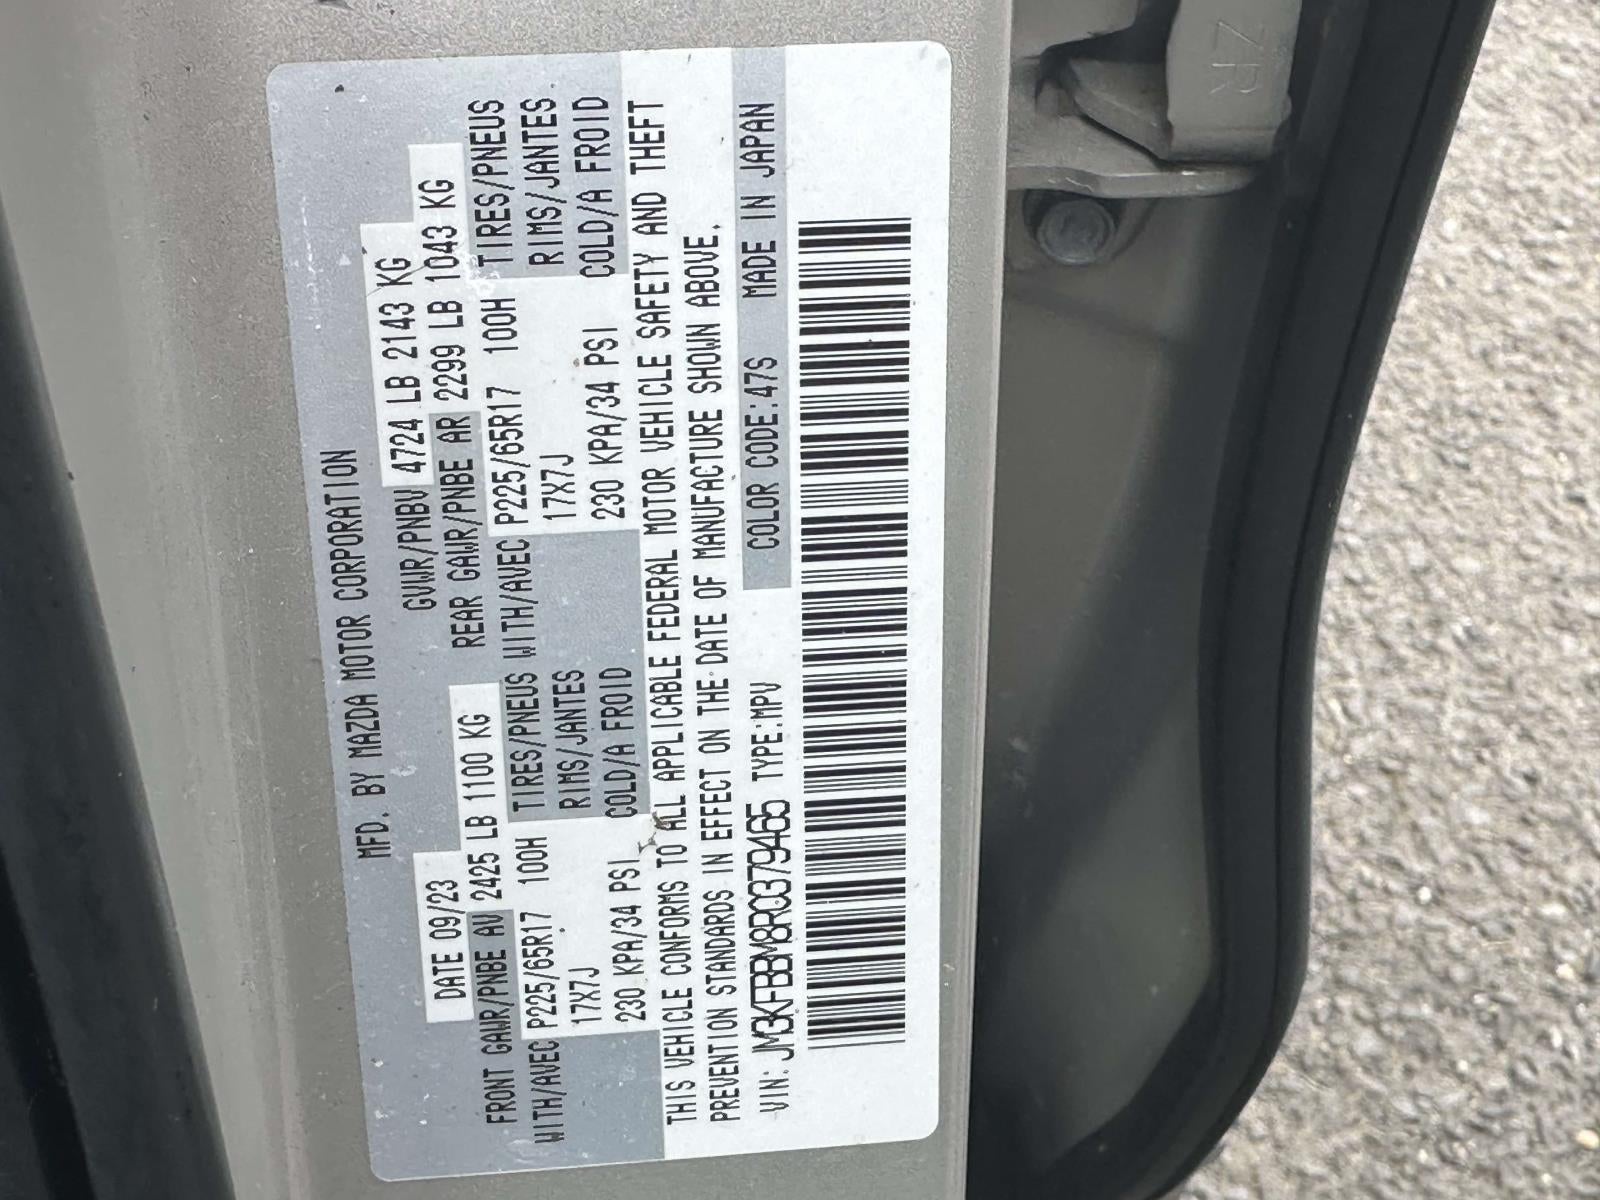 MFD. BY MAZDA MOTOR CORPORATION
DATE 09/23 GVWR/PNBV 4724 LB 2143 KG
FRONT GAWR/PNBE AV 2425 LB 1100 KG REAR GAWR/PNBE AR 2299 LB 1043 KG
WITH/AVEC P225/65R17 100H TIRES/PNEUS WITH/AVEC P225/65R17 100H TIRES/PNEUS
17X7J RIMS/JANTES 17X7J RIMS/JANTES
230 KPA/34 PSI COLD/A FROID 230 KPA/34 PSI COLD/A FROID
THIS VEHICLE CONFORMS TO ALL APPLICABLE FEDERAL MOTOR VEHICLE SAFETY AND THEFT
PREVENTION STANDARDS IN EFFECT ON THE DATE OF MANUFACTURE SHOWN ABOVE.
VIN: JM3KFBBM8R0379465 TYPE:MPV COLOR CODE:47S MADE IN JAPAN
ZR